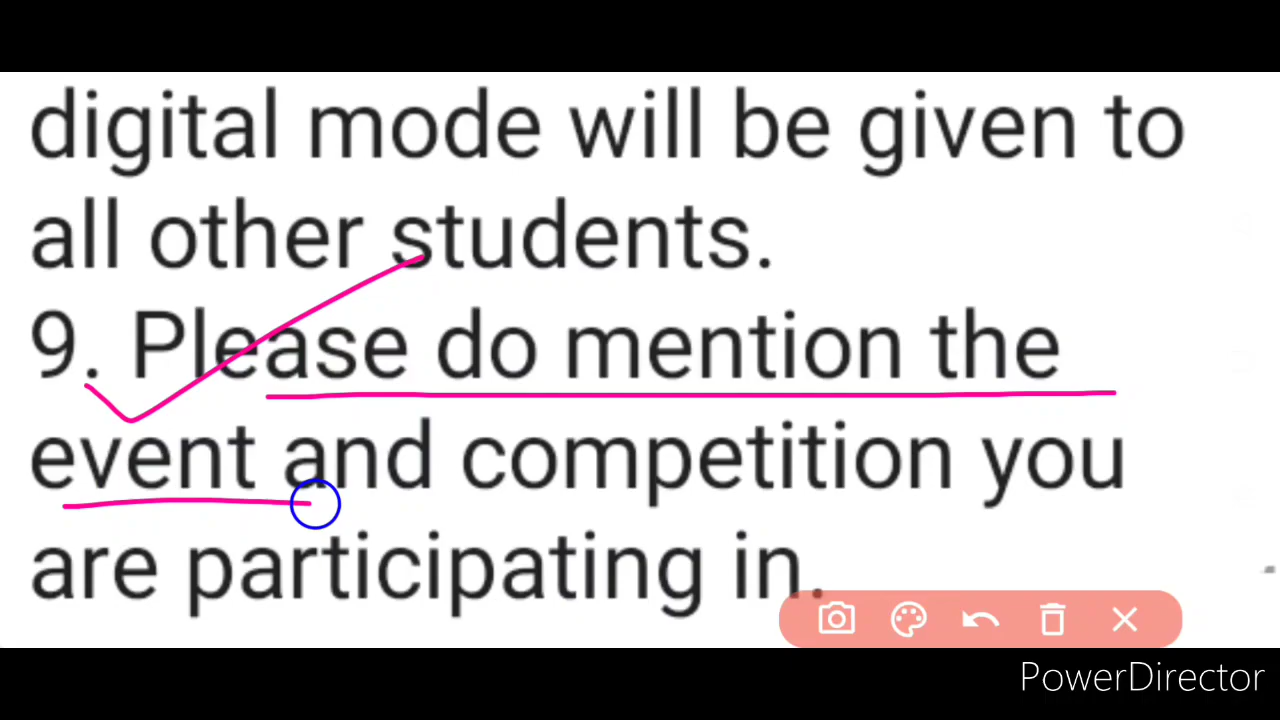 digital mode will be given to
all other students.
9. Please do mention the
event and competition you
are participating in.
PowerDirector